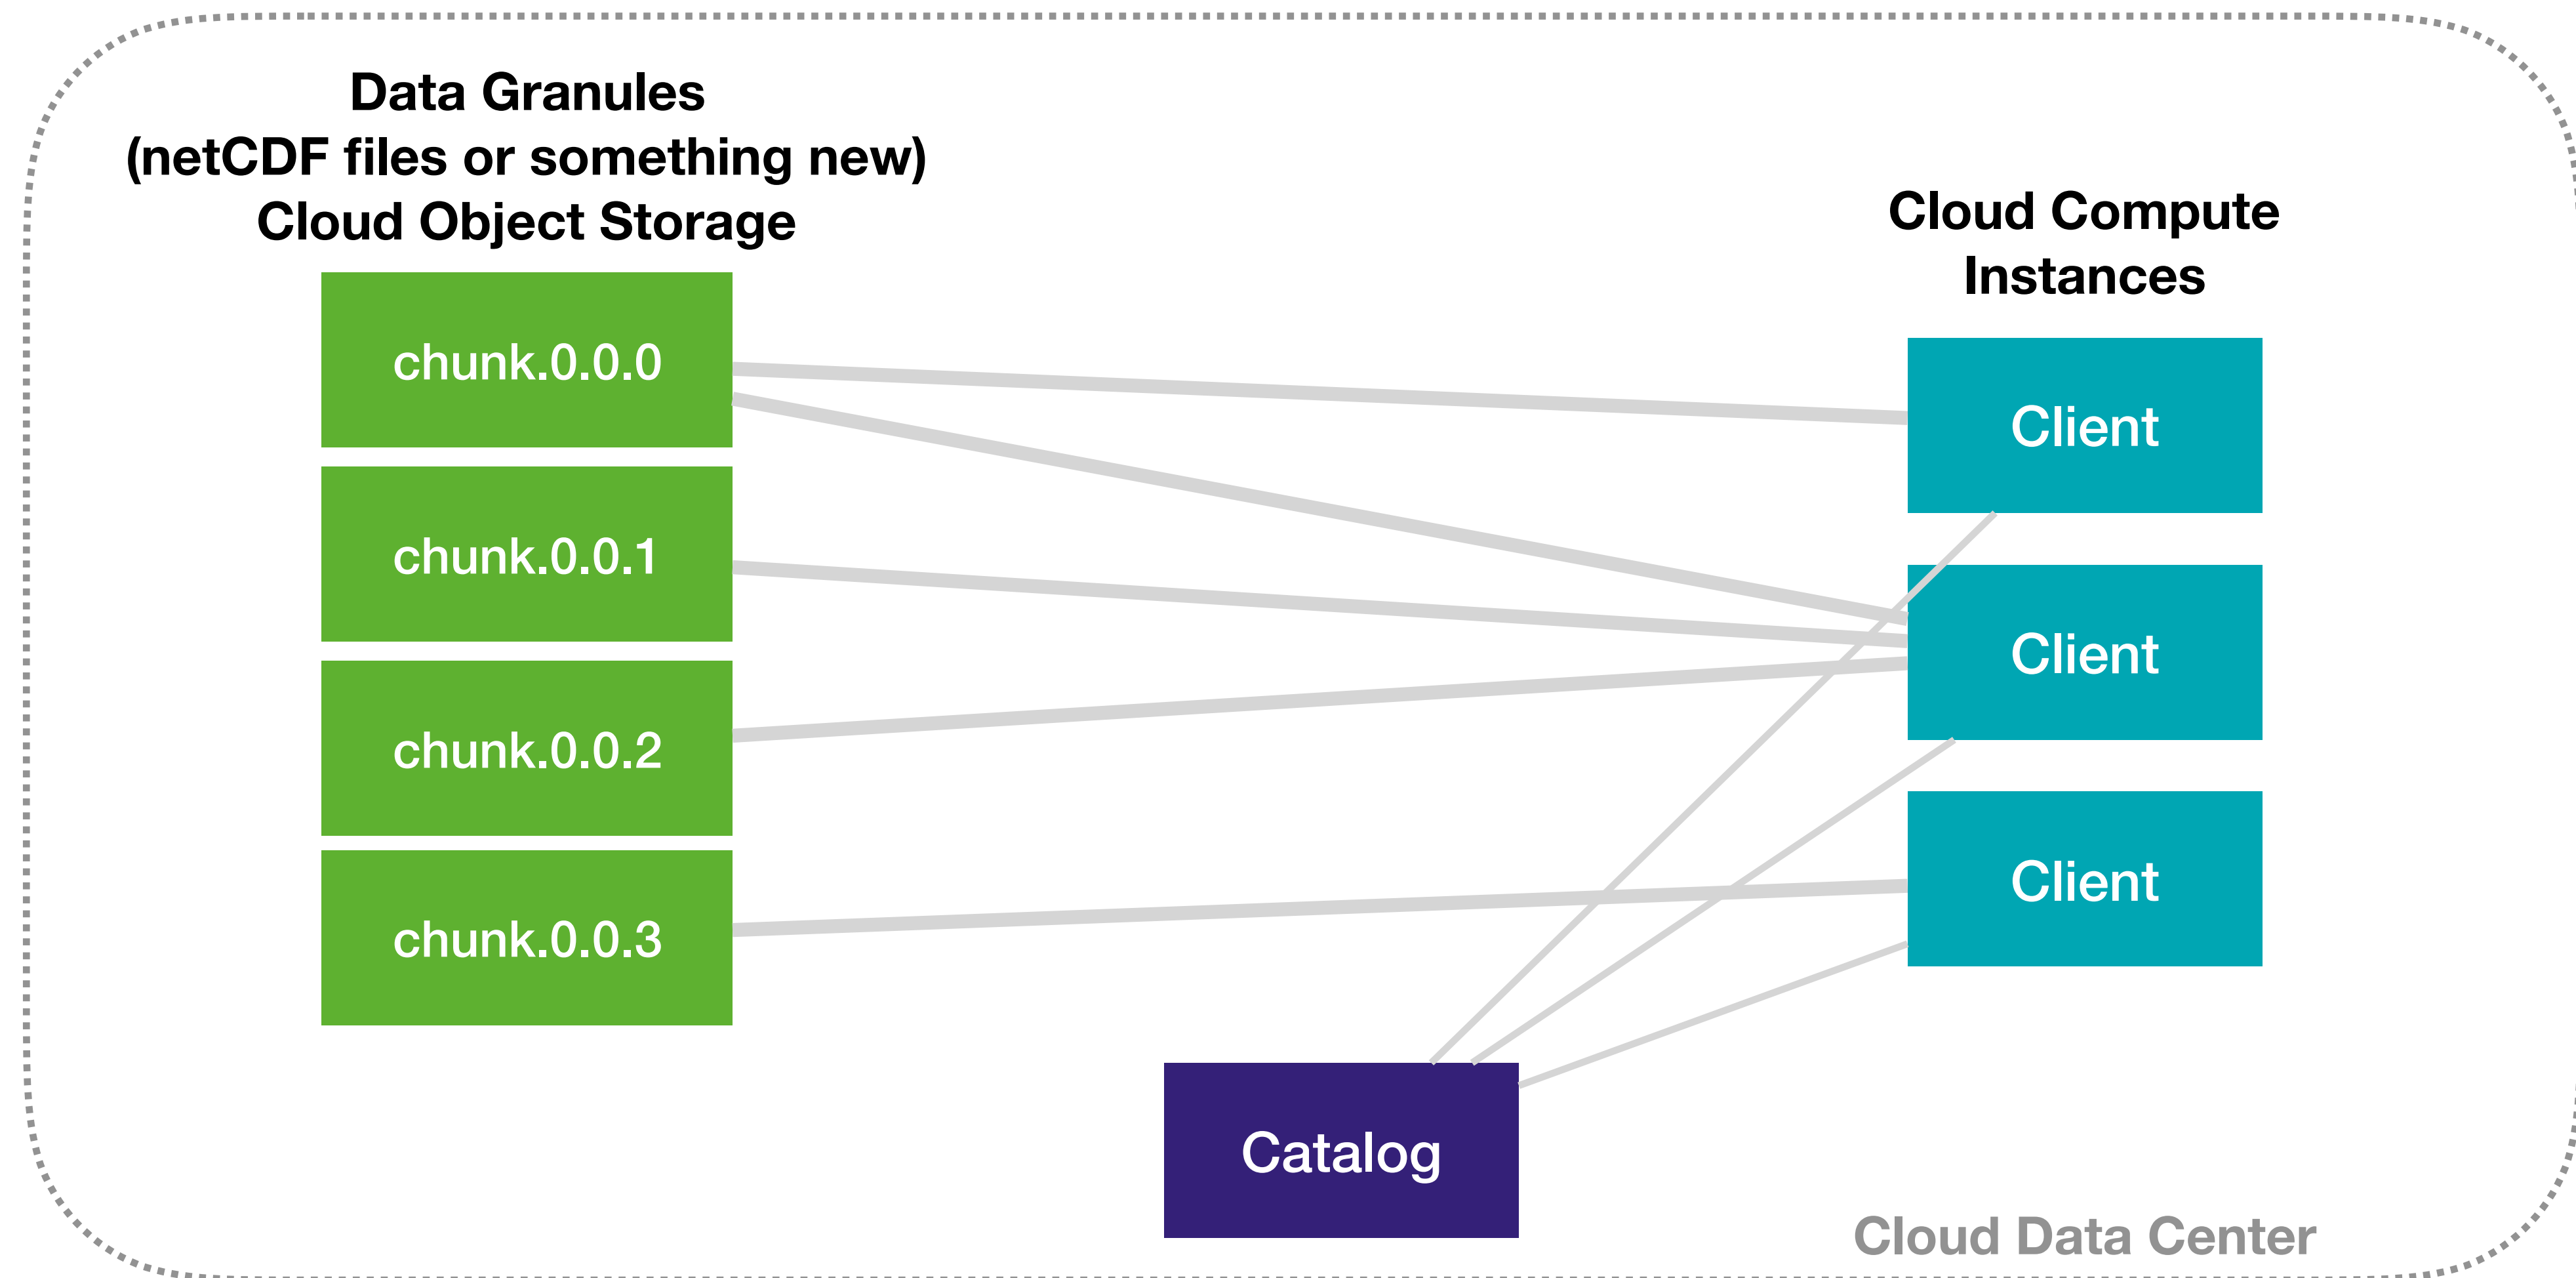 Data Granules
(netCDF files or something new)
Cloud Object Storage
Cloud Compute
Instances
chunk.0.0.0
chunk.0.0.1
chunk.0.0.2
chunk.0.0.3
Client
Client
Client
Catalog
Cloud Data Center